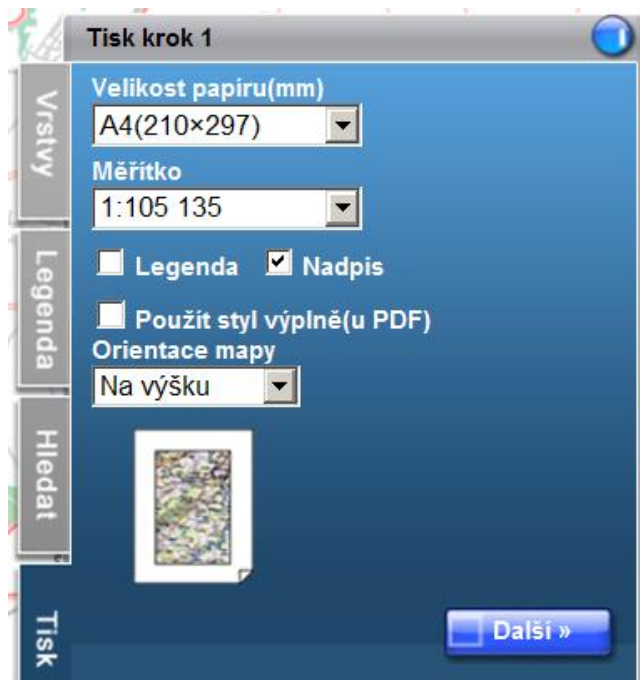 Tisk krok 1
Vrstvy
Legenda
Hledat
Tisk
Velikost papíru(mm)
A4(210×297)
Měřítko
1:105 135
Legenda Nadpis
Použít styl výplně(u PDF)
Orientace mapy
Na výšku
Další »